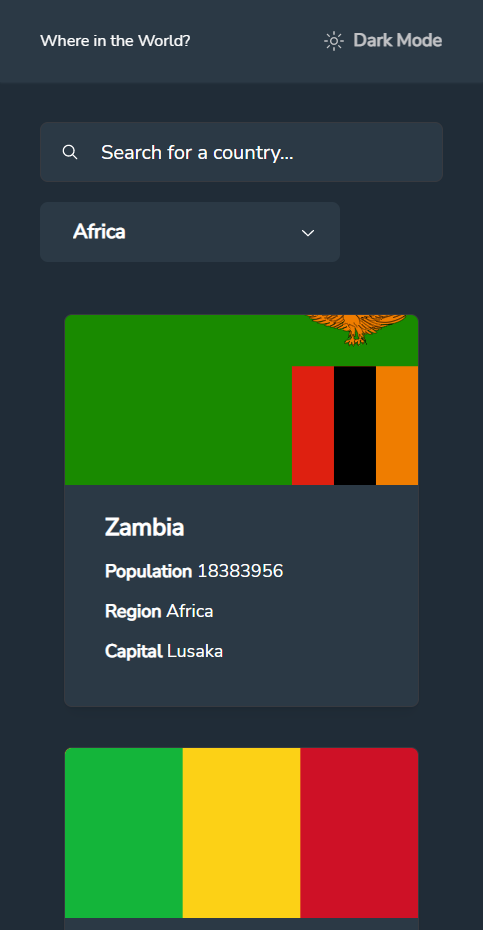 Where in the World?
Dark Mode
Search for a country...
Africa
Zambia
Population 18383956
Region Africa
Capital Lusaka